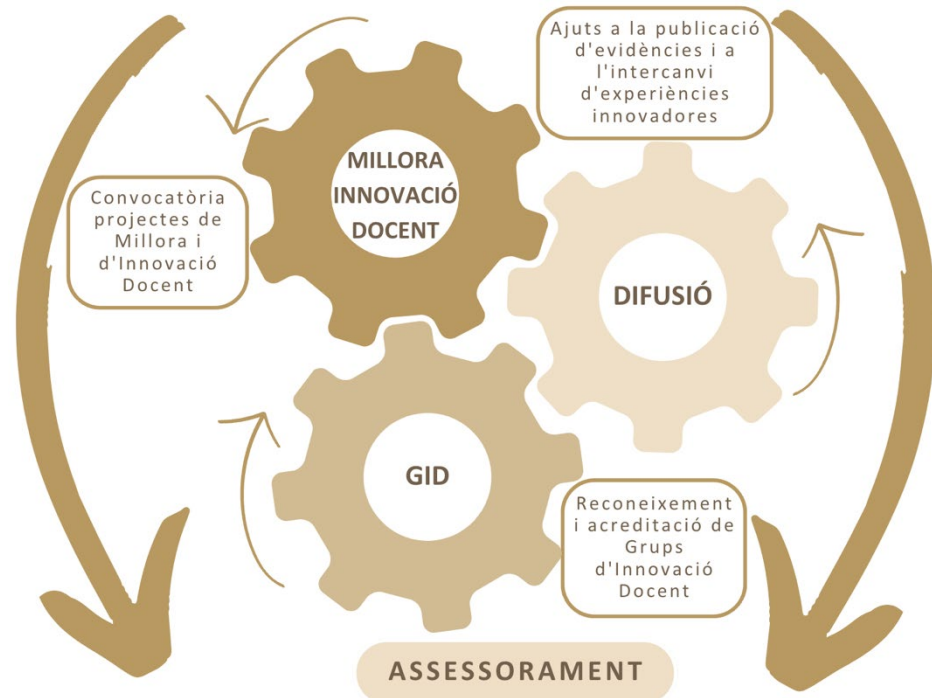 Ajuts a la publicació
d'evidències i a
l'intercanvi
d'experiències
innovadores
MILLORA
INNOVACIÓ
DOCENT
Convocatòria
projectes de
Millora i
d'Innovació
Docent
DIFUSIÓ
GID
Reconeixement
i acreditació de
Grups
d'Innovació
Docent
ASSESSORAMENT